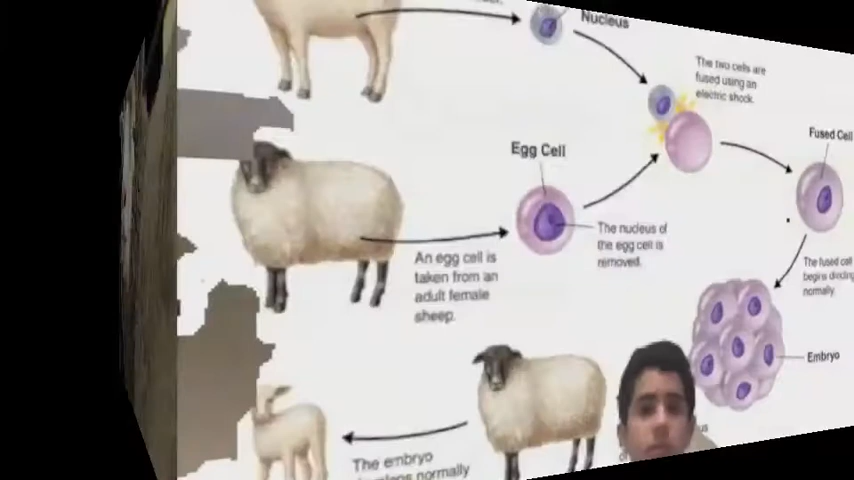 Nucleus
The two cells are
fused using an
electric shock.
Fused Cell
Egg Cell
The nucleus of
the egg cell is
removed.
An egg cell is
taken from an
adult female
sheep.
The fused cell
begins dividing
normally.
Embryo
The embryo
normally